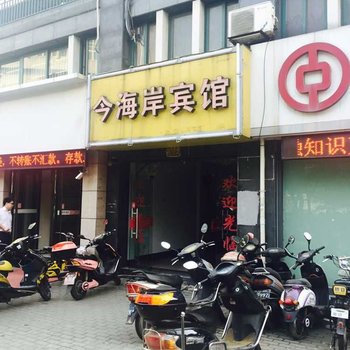 今海岸宾馆
不转账不汇款。存款
知识
欢迎光临